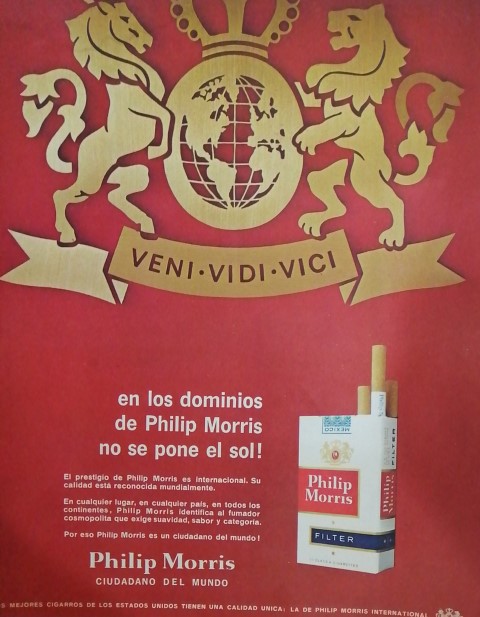 VENI·VIDI·VICI
en los dominios
de Philip Morris
no se pone el sol!
El prestigio de Philip Morris es internacional. Su
calidad está reconocida mundialmente.
En cualquier lugar, en cualquier país, en todos los
continentes, Philip Morris identifica al fumador
cosmopolita que exige suavidad, sabor y categoría.
Por eso Philip Morris es un ciudadano del mundo!
Philip Morris
CIUDADANO DEL MUNDO
MEXICO
Philip
Morris
FILTER
Philip
Morris
FILTER
S MEJORES CIGARROS DE LOS ESTADOS UNIDOS TIENEN UNA CALIDAD UNICA: LA DE PHILIP MORRIS INTERNATIONAL